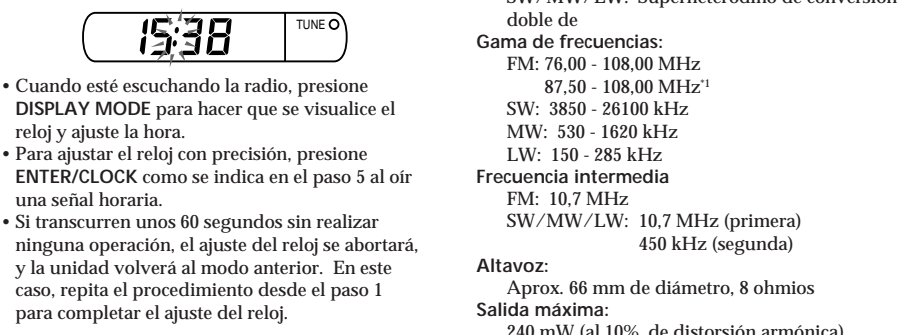 15:38
TUNE
• Cuando esté escuchando la radio, presione
DISPLAY MODE para hacer que se visualice el
reloj y ajuste la hora.
• Para ajustar el reloj con precisión, presione
ENTER/CLOCK como se indica en el paso 5 al oír
una señal horaria.
• Si transcurren unos 60 segundos sin realizar
ninguna operación, el ajuste del reloj se abortará,
y la unidad volverá al modo anterior. En este
caso, repita el procedimiento desde el paso 1
para completar el ajuste del reloj.
SW/MW/LW: Superheterodino de conversión
doble de
Gama de frecuencias:
FM: 76,00 - 108,00 MHz
87,50 - 108,00 MHz*1
SW: 3850 - 26100 kHz
MW: 530 - 1620 kHz
LW: 150 - 285 kHz
Frecuencia intermedia
FM: 10,7 MHz
SW/MW/LW: 10,7 MHz (primera)
450 kHz (segunda)
Altavoz:
Aprox. 66 mm de diámetro, 8 ohmios
Salida máxima:
240 mW (al 10% de distorsión armónica)